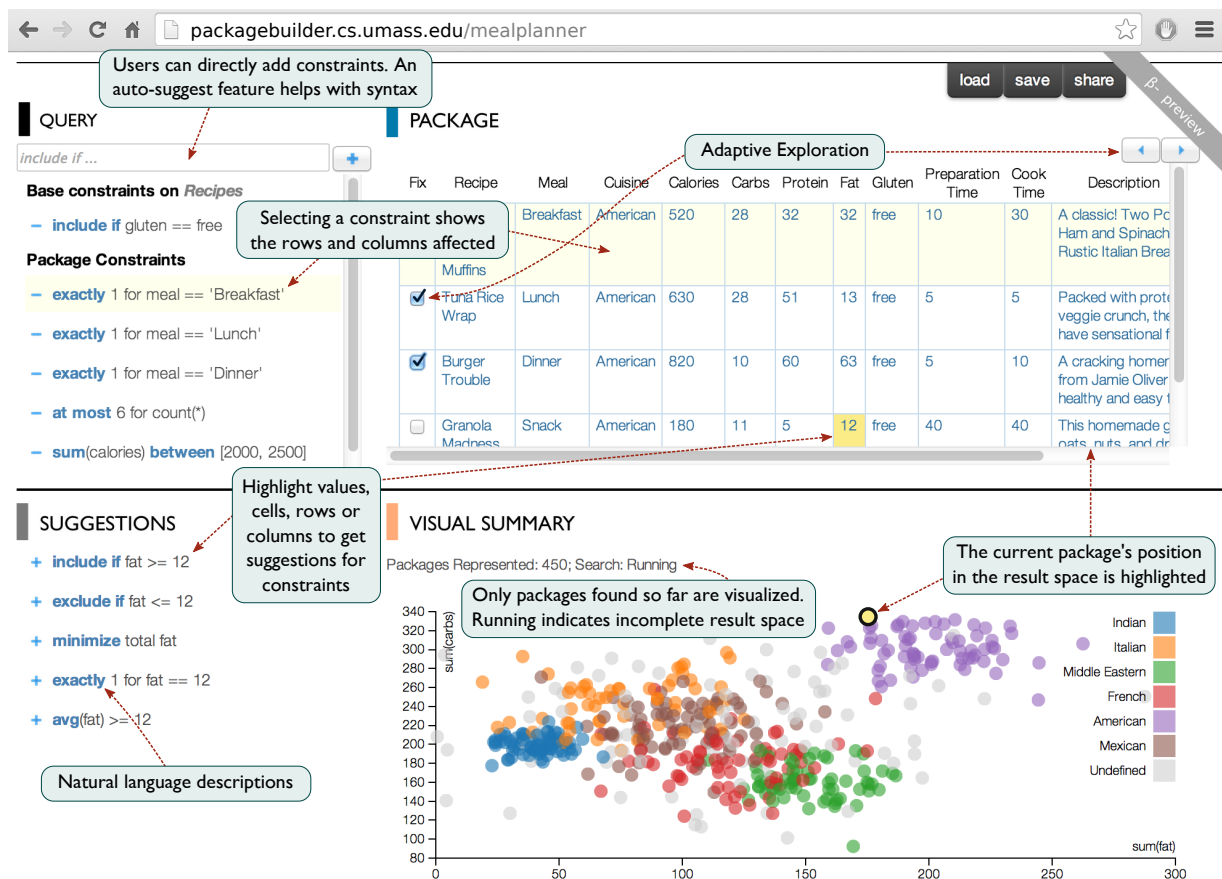 packagebuilder.cs.umass.edu/mealplanner
Users can directly add constraints. An
auto-suggest feature helps with syntax
load save share
β- preview
QUERY
include if ...
Base constraints on Recipes
include if gluten == free
Package Constraints
exactly 1 for meal == 'Breakfast'
exactly 1 for meal == 'Lunch'
exactly 1 for meal == 'Dinner'
at most 6 for count(*)
sum(calories) between [2000, 2500]
Selecting a constraint shows
the rows and columns affected
PACKAGE
Adaptive Exploration
Fix Recipe Meal Cuisine Calories Carbs Protein Fat Gluten Preparation Time Cook Time Description
Muffins Breakfast American 520 28 32 32 free 10 30 A classic! Two Po
Ham and Spinach
Rustic Italian Brea
Tuna Rice Wrap Lunch American 630 28 51 13 free 5 5 Packed with prote
veggie crunch, the
have sensational f
Burger Trouble Dinner American 820 10 60 63 free 5 10 A cracking homer
from Jamie Oliver
healthy and easy t
Granola Madness Snack American 180 11 5 12 free 40 40 This homemade g
oats, nuts, and dr
Highlight values,
cells, rows or
columns to get
suggestions for
constraints
SUGGESTIONS
+ include if fat >= 12
+ exclude if fat <= 12
+ minimize total fat
+ exactly 1 for fat == 12
+ avg(fat) >= 12
Natural language descriptions
VISUAL SUMMARY
Packages Represented: 450; Search: Running
Only packages found so far are visualized.
Running indicates incomplete result space
The current package's position
in the result space is highlighted
sum(carbs)
340
320
300
280
260
240
220
200
180
160
140
120
100
80
Indian
Italian
Middle Eastern
French
American
Mexican
Undefined
sum(fat)
0 50 100 150 200 250 300